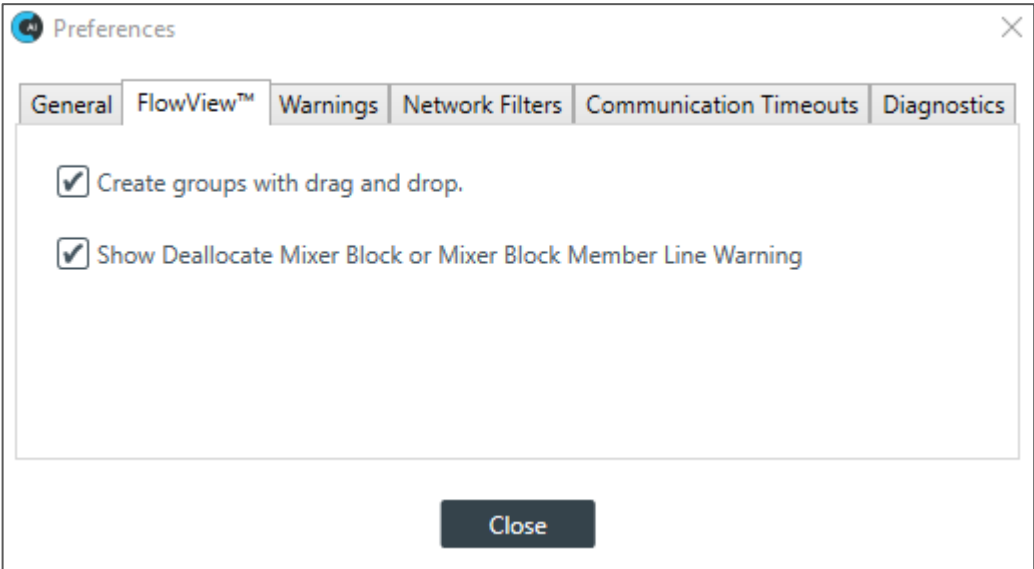 AI
Preferences
General FlowView™ Warnings Network Filters Communication Timeouts Diagnostics
Create groups with drag and drop.
Show Deallocate Mixer Block or Mixer Block Member Line Warning
Close